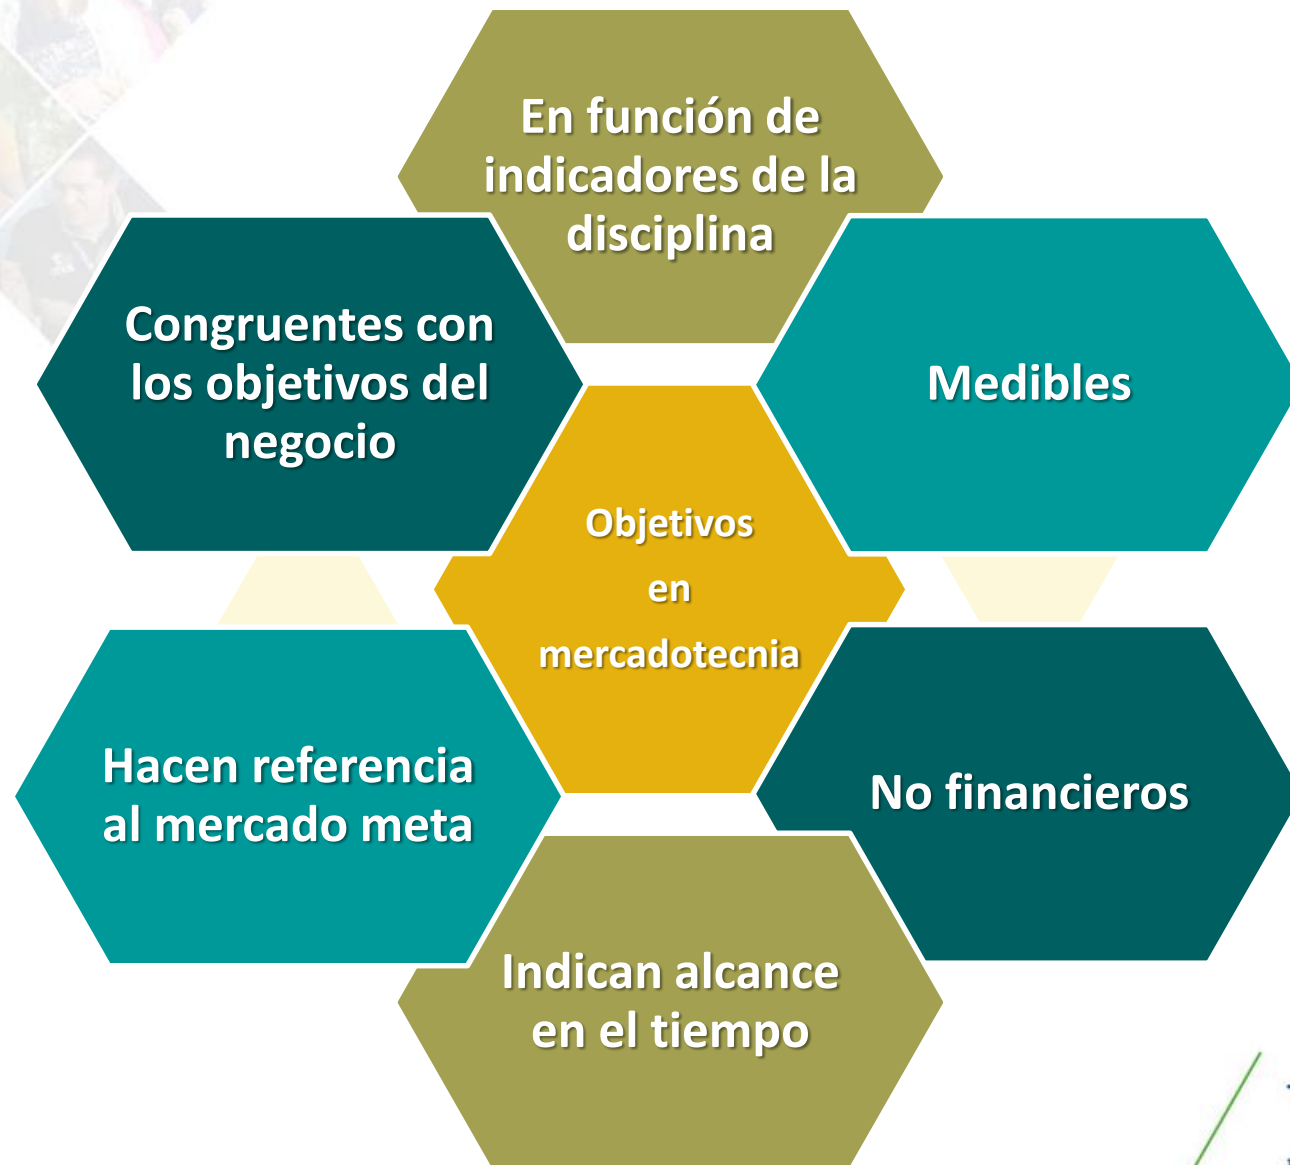 En función de
indicadores de la
disciplina
Congruentes con
los objetivos del
negocio
Medibles
Objetivos
en
mercadotecnia
Hacen referencia
al mercado meta
No financieros
Indican alcance
en el tiempo